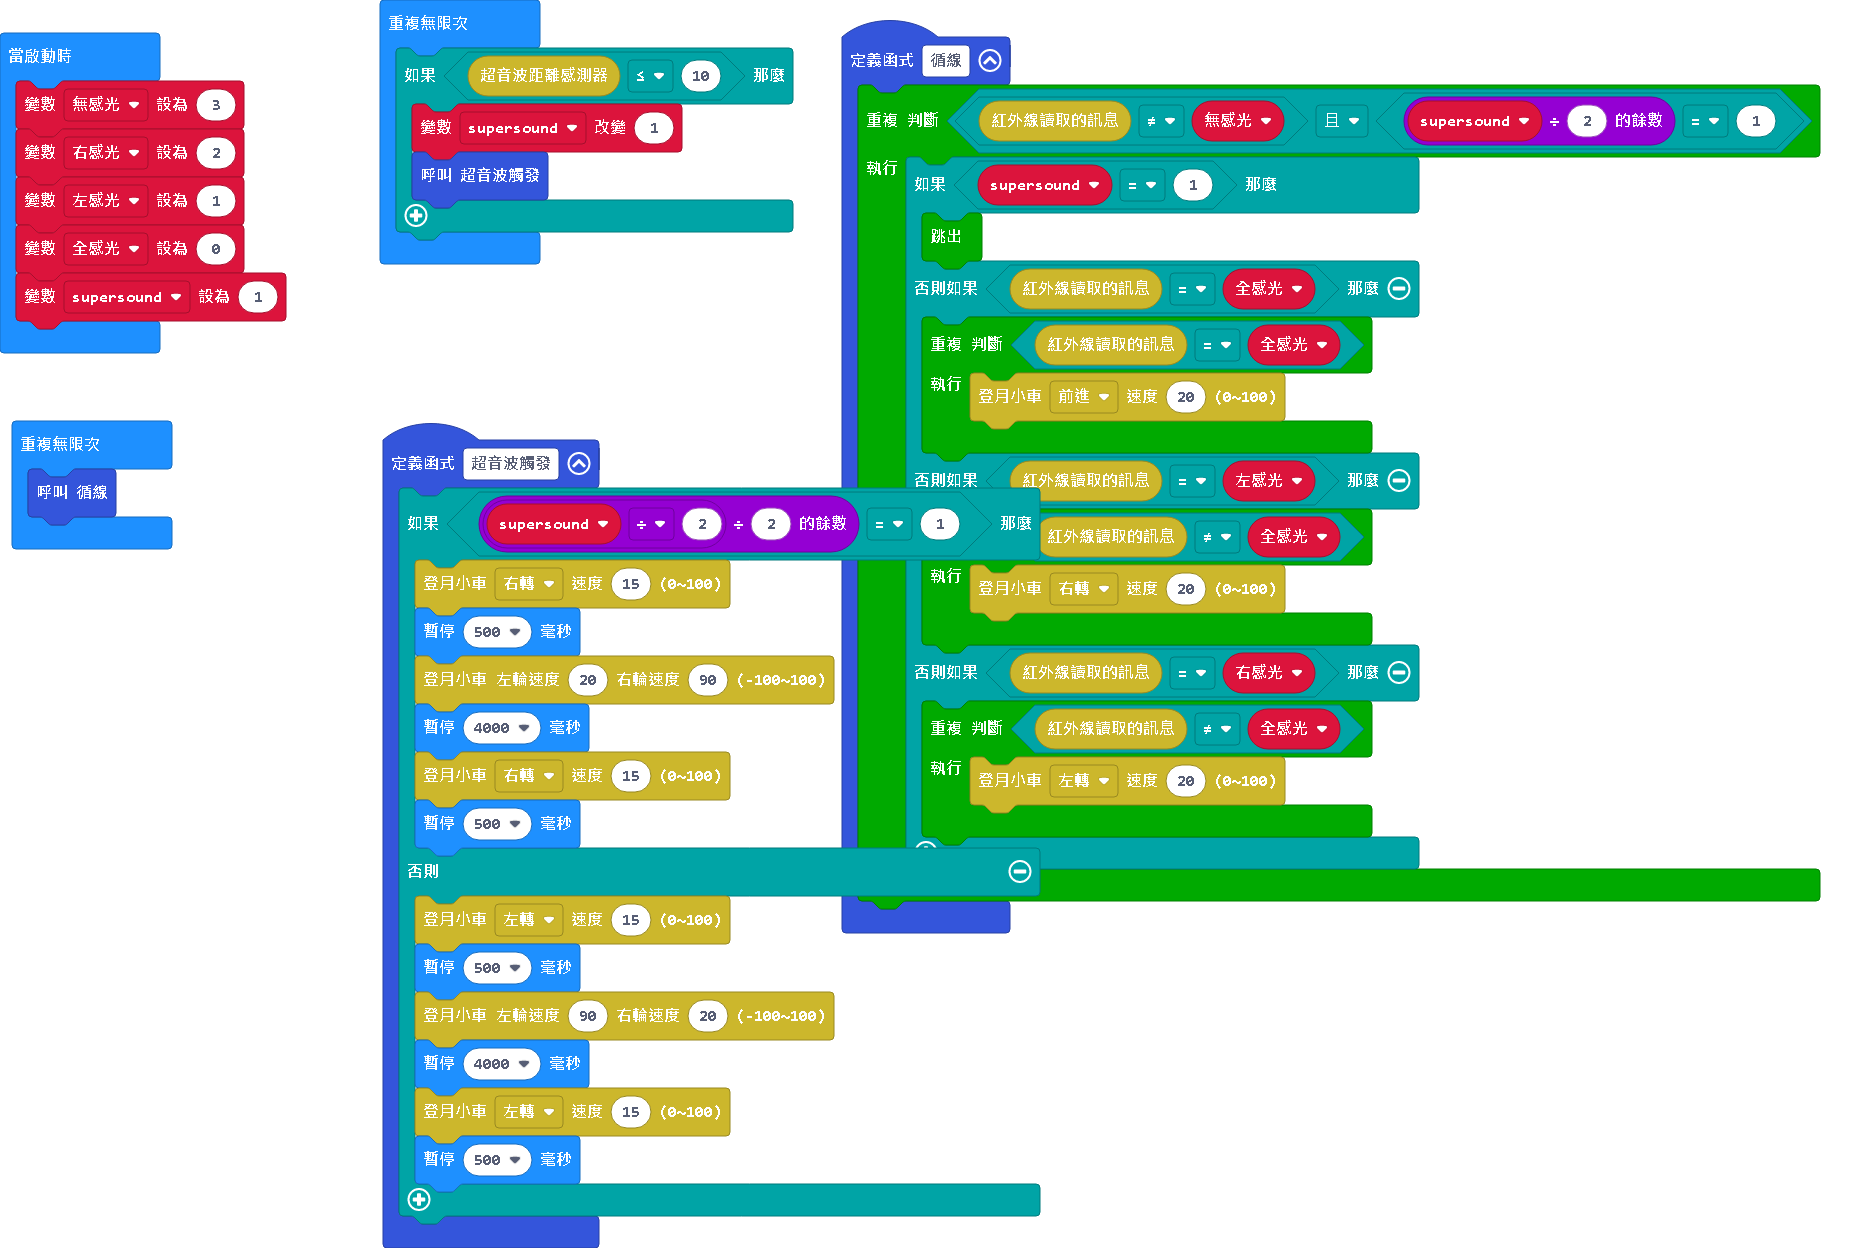 當啟動時
變數 無感光 設為 3
變數 右感光 設為 2
變數 左感光 設為 1
變數 全感光 設為 0
變數 supersound 設為 1
重複無限次
呼叫 循線
重複無限次
如果 超音波距離感測器 ≤ 10 那麼
變數 supersound 改變 1
呼叫 超音波觸發
定義函式 超音波觸發
如果 supersound ÷ 2 ÷ 2 的餘數 = 1 那麼
登月小車 右轉 速度 15 (0~100)
暫停 500 毫秒
登月小車 左輪速度 20 右輪速度 90 (-100~100)
暫停 4000 毫秒
登月小車 右轉 速度 15 (0~100)
暫停 500 毫秒
否則
登月小車 左轉 速度 15 (0~100)
暫停 500 毫秒
登月小車 左輪速度 90 右輪速度 20 (-100~100)
暫停 4000 毫秒
登月小車 左轉 速度 15 (0~100)
暫停 500 毫秒
定義函式 循線
重複 判斷 紅外線讀取的訊息 ≠ 無感光 且 supersound ÷ 2 的餘數 = 1
執行
如果 supersound = 1 那麼
跳出
否則如果 紅外線讀取的訊息 = 全感光 那麼
重複 判斷 紅外線讀取的訊息 = 全感光
執行 登月小車 前進 速度 20 (0~100)
否則如果 紅外線讀取的訊息 = 左感光 那麼
紅外線讀取的訊息 ≠ 全感光
執行 登月小車 右轉 速度 20 (0~100)
否則如果 紅外線讀取的訊息 = 右感光 那麼
重複 判斷 紅外線讀取的訊息 ≠ 全感光
執行 登月小車 左轉 速度 20 (0~100)